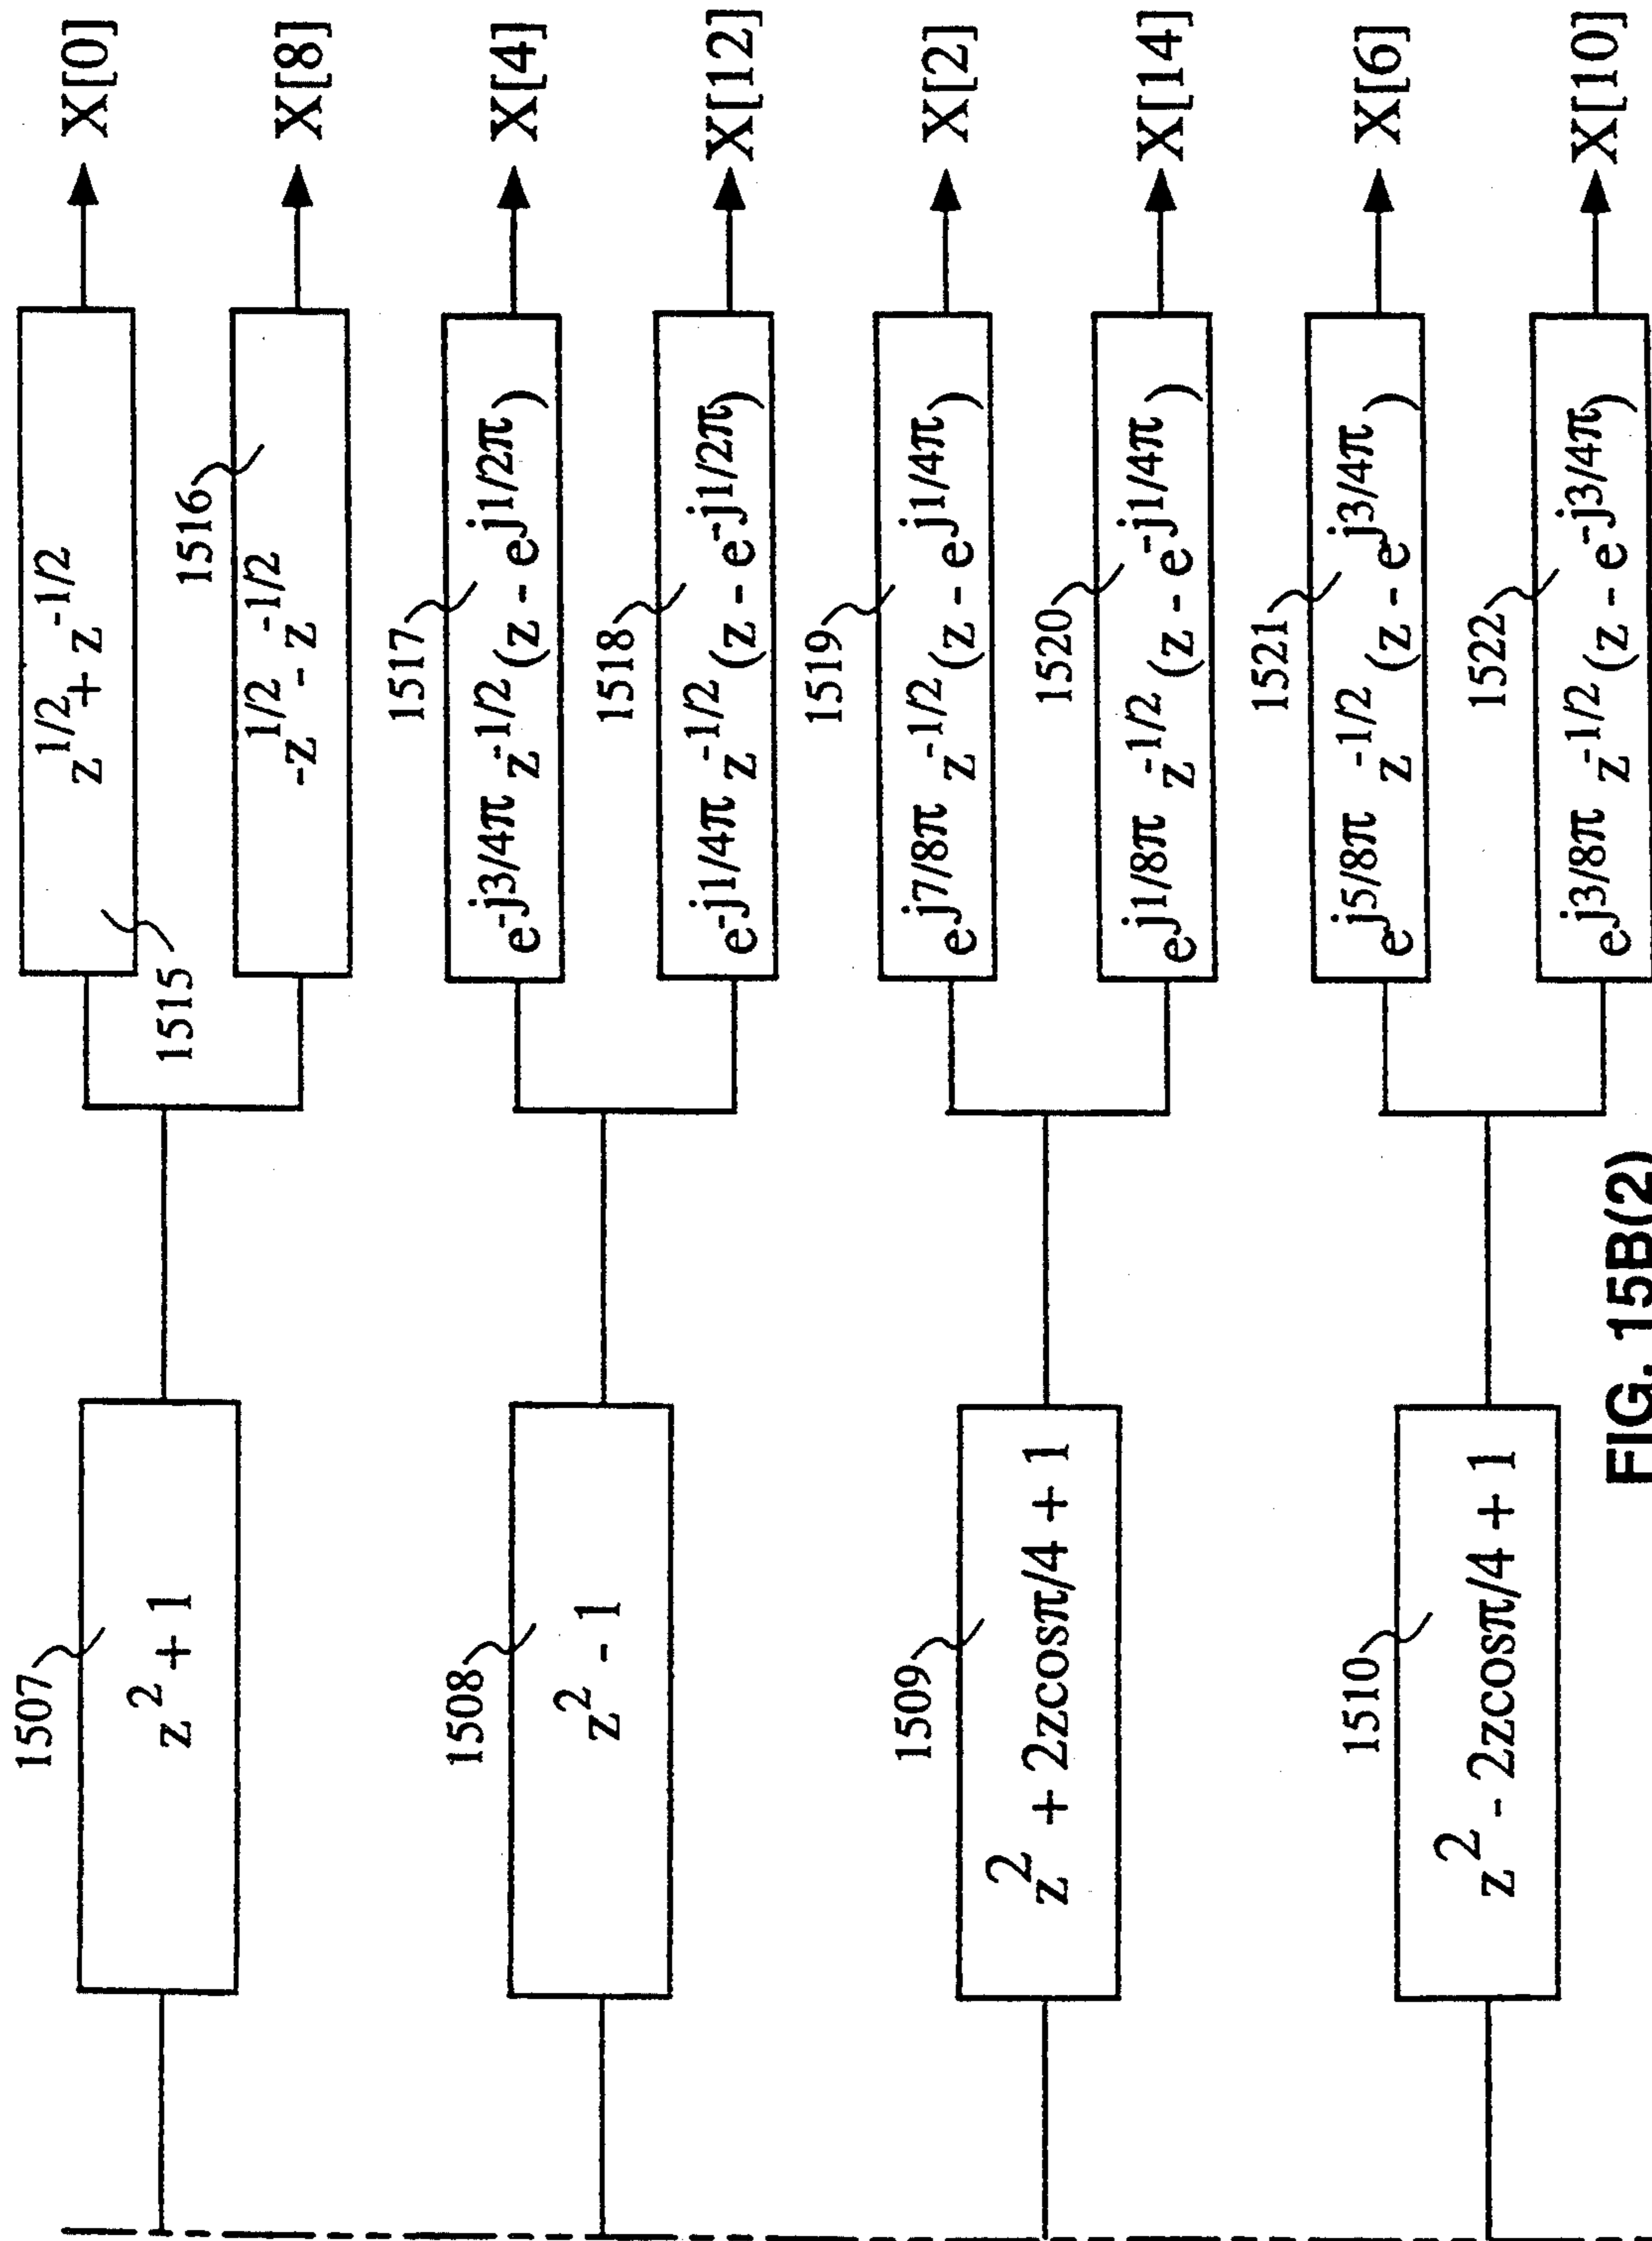 1507
z^2 + 1
1515
z^{1/2} + z^{-1/2}
X[0]
1516
-z^{1/2} - z^{-1/2}
X[8]
1508
z^2 - 1
1517
e^{-j3/4π} z^{-1/2} (z - e^{j1/2π})
X[4]
1518
e^{-j1/4π} z^{-1/2} (z - e^{-j1/2π})
X[12]
1509
z^2 + 2zcosπ/4 + 1
1519
e^{j7/8π} z^{-1/2} (z - e^{j1/4π})
X[2]
1520
e^{j1/8π} z^{-1/2} (z - e^{-j1/4π})
X[14]
1510
z^2 - 2zcosπ/4 + 1
1521
e^{j5/8π} z^{-1/2} (z - e^{j3/4π})
X[6]
1522
e^{j3/8π} z^{-1/2} (z - e^{-j3/4π})
X[10]
FIG. 15B(2)